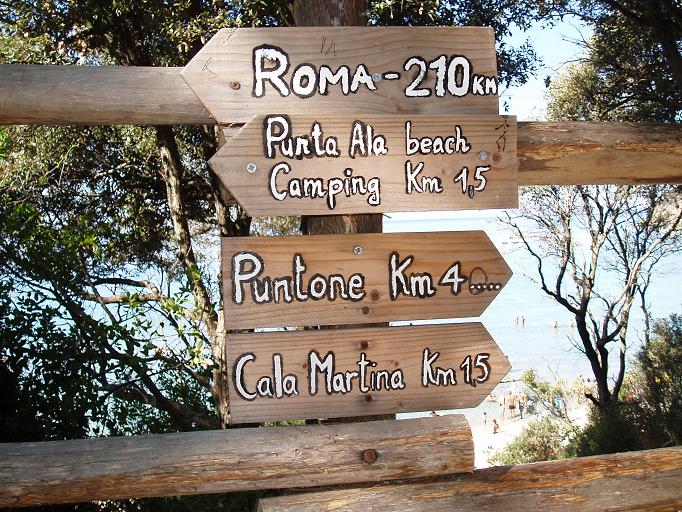 ROMA - 210 KM
Punta Ala beach
Camping Km 1,5
Puntone Km 4....
Cala Martina Km 1,5